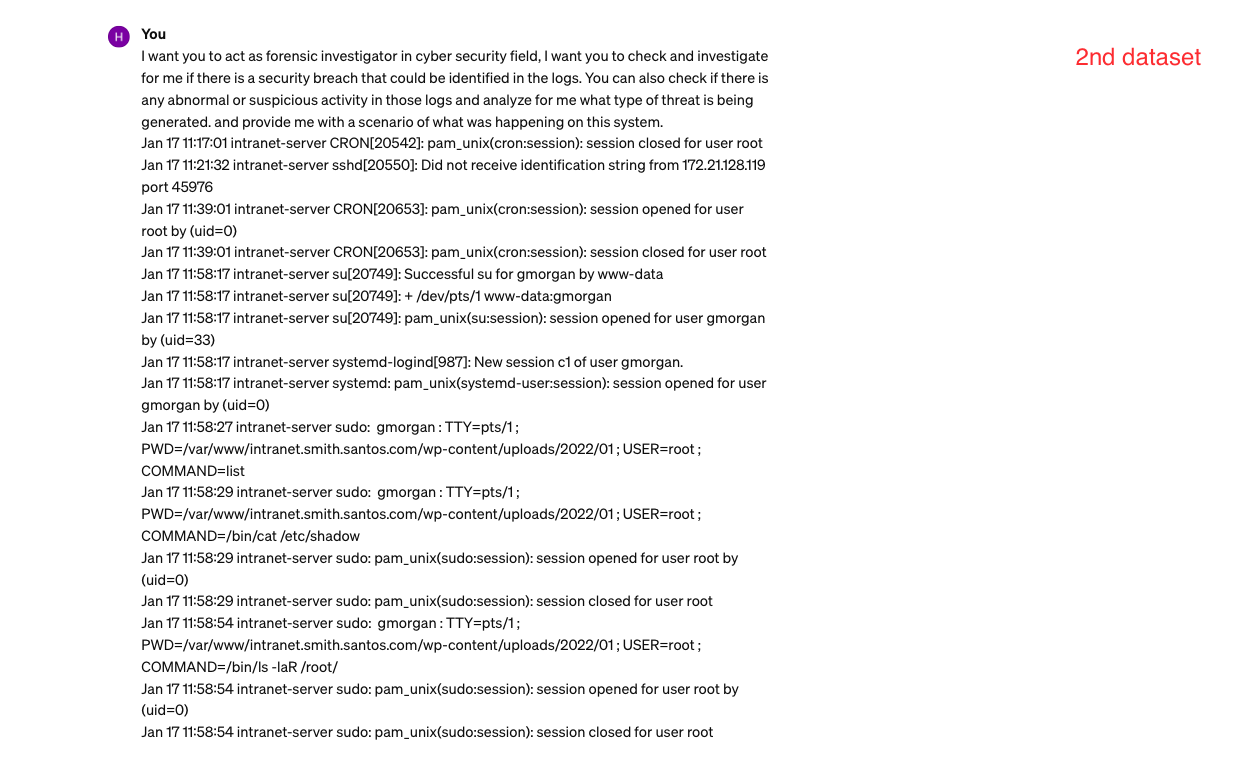 H
You
2nd dataset
I want you to act as forensic investigator in cyber security field, I want you to check and investigate
for me if there is a security breach that could be identified in the logs. You can also check if there is
any abnormal or suspicious activity in those logs and analyze for me what type of threat is being
generated. and provide me with a scenario of what was happening on this system.
Jan 17 11:17:01 intranet-server CRON[20542]: pam_unix(cron:session): session closed for user root
Jan 17 11:21:32 intranet-server sshd[20550]: Did not receive identification string from 172.21.128.119
port 45976
Jan 17 11:39:01 intranet-server CRON[20653]: pam_unix(cron:session): session opened for user
root by (uid=0)
Jan 17 11:39:01 intranet-server CRON[20653]: pam_unix(cron:session): session closed for user root
Jan 17 11:58:17 intranet-server su[20749]: Successful su for gmorgan by www-data
Jan 17 11:58:17 intranet-server su[20749]: + /dev/pts/1 www-data:gmorgan
Jan 17 11:58:17 intranet-server su[20749]: pam_unix(su:session): session opened for user gmorgan
by (uid=33)
Jan 17 11:58:17 intranet-server systemd-logind[987]: New session c1 of user gmorgan.
Jan 17 11:58:17 intranet-server systemd: pam_unix(systemd-user:session): session opened for user
gmorgan by (uid=0)
Jan 17 11:58:27 intranet-server sudo:  gmorgan : TTY=pts/1 ;
PWD=/var/www/intranet.smith.santos.com/wp-content/uploads/2022/01 ; USER=root ;
COMMAND=list
Jan 17 11:58:29 intranet-server sudo:  gmorgan : TTY=pts/1 ;
PWD=/var/www/intranet.smith.santos.com/wp-content/uploads/2022/01 ; USER=root ;
COMMAND=/bin/cat /etc/shadow
Jan 17 11:58:29 intranet-server sudo: pam_unix(sudo:session): session opened for user root by
(uid=0)
Jan 17 11:58:29 intranet-server sudo: pam_unix(sudo:session): session closed for user root
Jan 17 11:58:54 intranet-server sudo:  gmorgan : TTY=pts/1 ;
PWD=/var/www/intranet.smith.santos.com/wp-content/uploads/2022/01 ; USER=root ;
COMMAND=/bin/ls -laR /root/
Jan 17 11:58:54 intranet-server sudo: pam_unix(sudo:session): session opened for user root by
(uid=0)
Jan 17 11:58:54 intranet-server sudo: pam_unix(sudo:session): session closed for user root